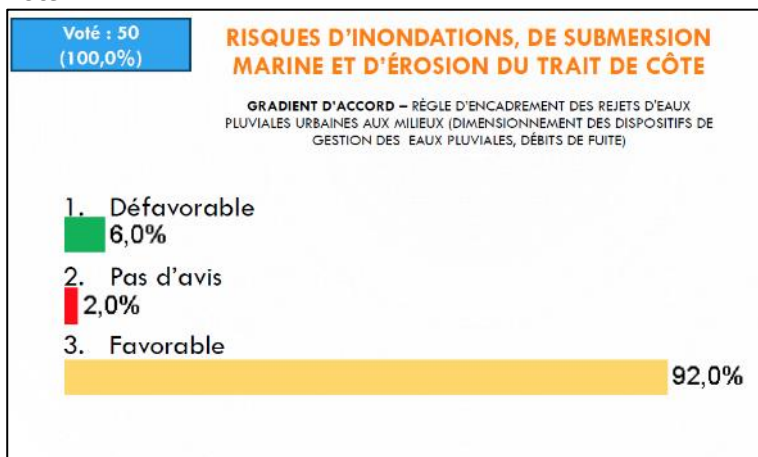 Voté : 50
(100,0%)
RISQUES D'INONDATIONS, DE SUBMERSION
MARINE ET D'ÉROSION DU TRAIT DE CÔTE
GRADIENT D'ACCORD – RÈGLE D'ENCADREMENT DES REJETS D'EAUX
PLUVIALES URBAINES AUX MILIEUX (DIMENSIONNEMENT DES DISPOSITIFS DE
GESTION DES EAUX PLUVIALES, DÉBITS DE FUITE)
1. Défavorable
6,0%
2. Pas d'avis
2,0%
3. Favorable
92,0%